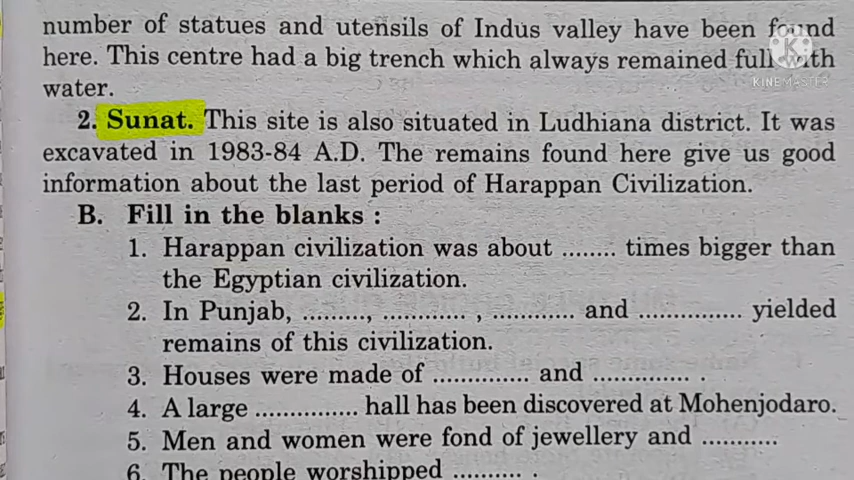 number of statues and utensils of Indus valley have been found
here. This centre had a big trench which always remained full with
water.
KINEMASTER
2. Sunat. This site is also situated in Ludhiana district. It was
excavated in 1983-84 A.D. The remains found here give us good
information about the last period of Harappan Civilization.
B. Fill in the blanks :
1. Harappan civilization was about ........ times bigger than
the Egyptian civilization.
2. In Punjab, ........., ............ , ............ and ............... yielded
remains of this civilization.
3. Houses were made of .............. and .............. .
4. A large ............... hall has been discovered at Mohenjodaro.
5. Men and women were fond of jewellery and ...........
6. The people worshipped .......... .